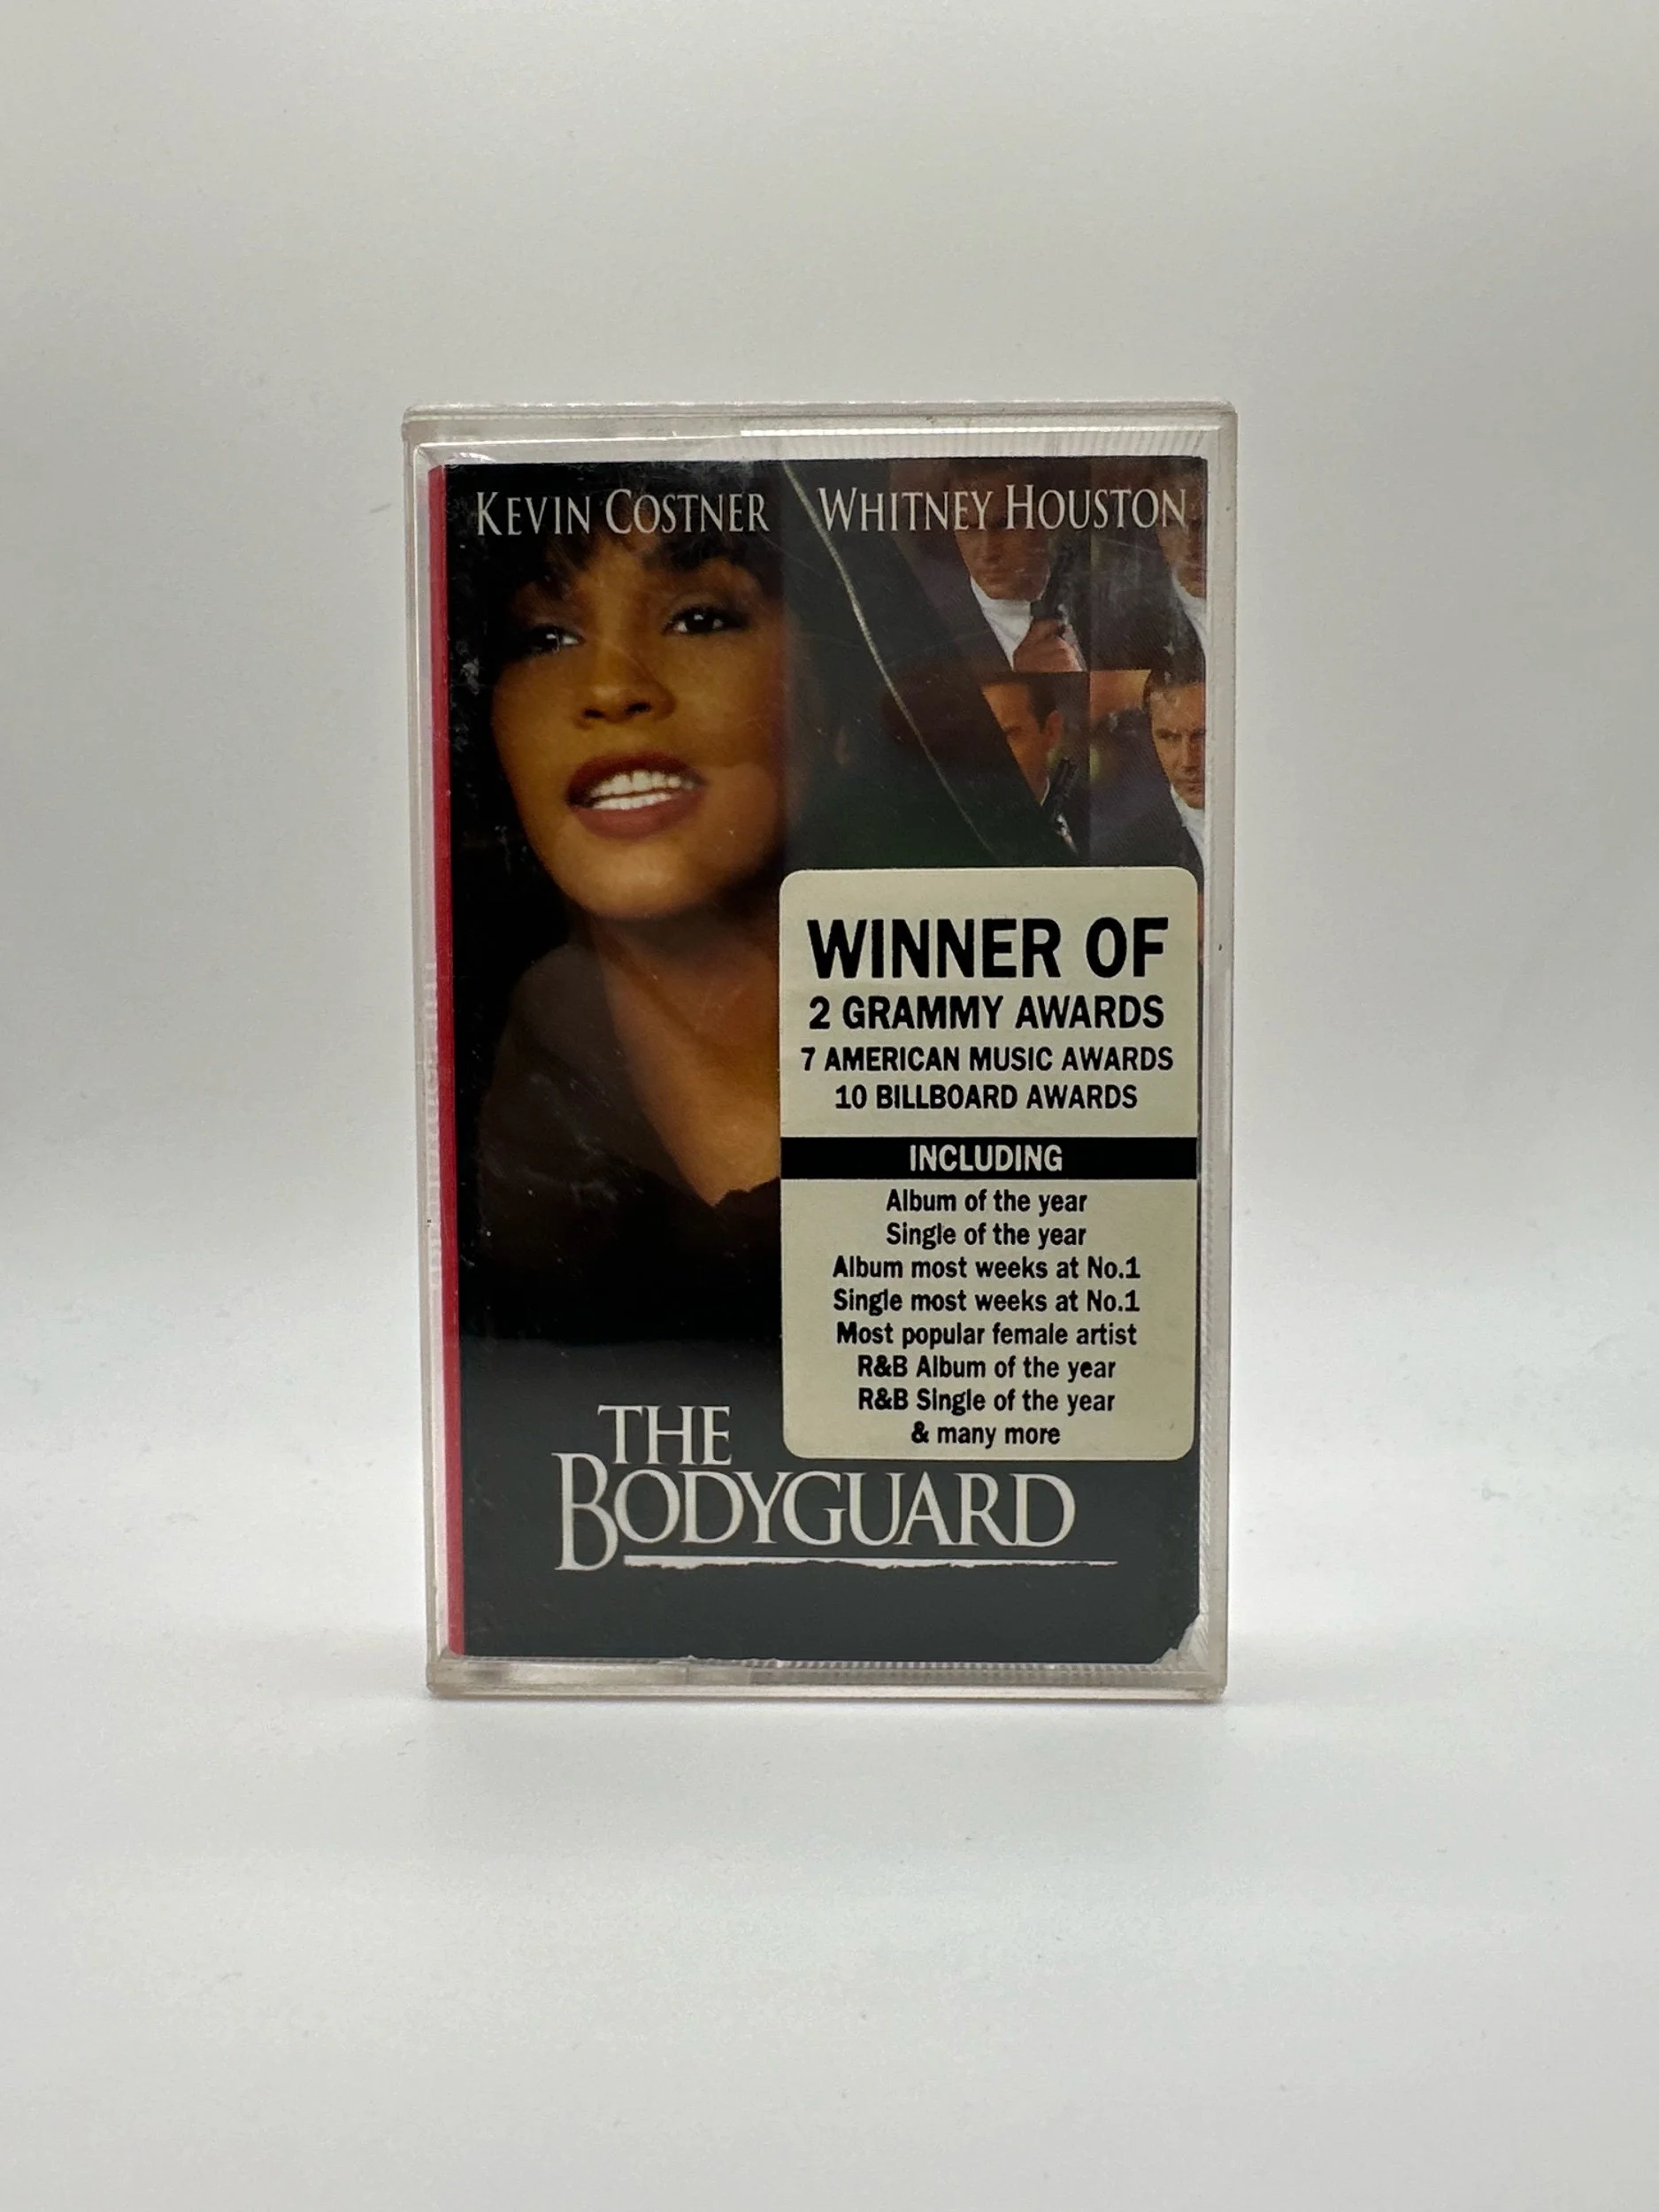 KEVIN COSTNER WHITNEY HOUSTON
WINNER OF
2 GRAMMY AWARDS
7 AMERICAN MUSIC AWARDS
10 BILLBOARD AWARDS
INCLUDING
Album of the year
Single of the year
Album most weeks at No.1
Single most weeks at No.1
Most popular female artist
R&B Album of the year
R&B Single of the year
& many more
THE
BODYGUARD